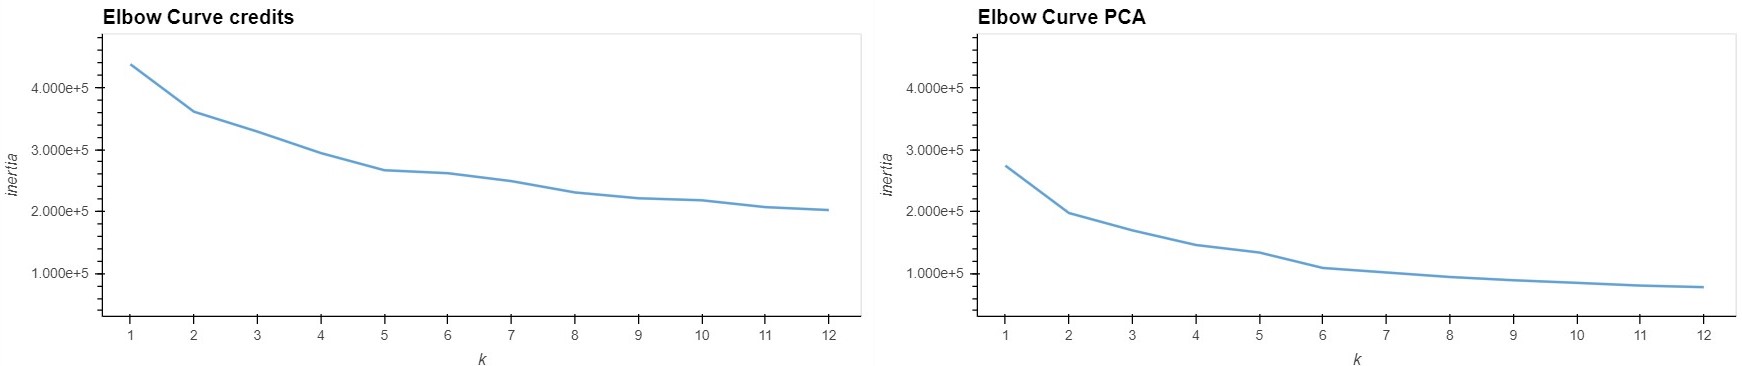 Elbow Curve credits
4.000e+5
3.000e+5
2.000e+5
1.000e+5
inertia
1 2 3 4 5 6 7 8 9 10 11 12
k
Elbow Curve PCA
4.000e+5
3.000e+5
2.000e+5
1.000e+5
inertia
1 2 3 4 5 6 7 8 9 10 11 12
k